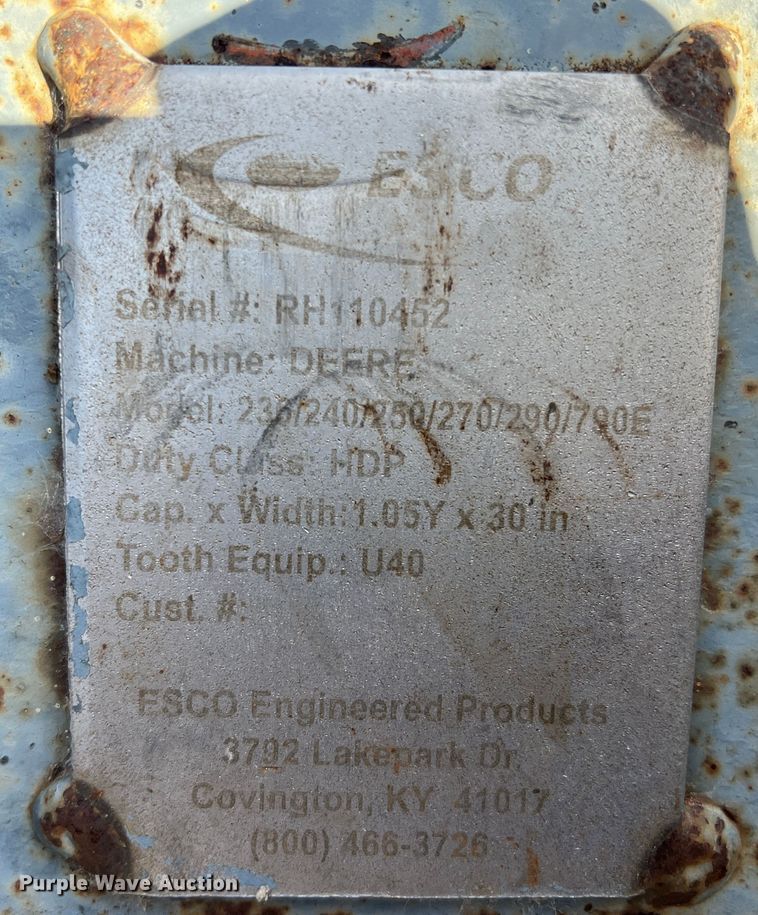 ESCO
Serial #: RH110452
Machine: DEERE
Model: 230/240/250/270/290/790E
Duty Class: HDP
Cap. x Width:1.05Y x 30 in
Tooth Equip.: U40
Cust. #:
ESCO Engineered Products
3792 Lakepark Dr.
Covington, KY 41017
(800) 466-3726
Purple Wave Auction